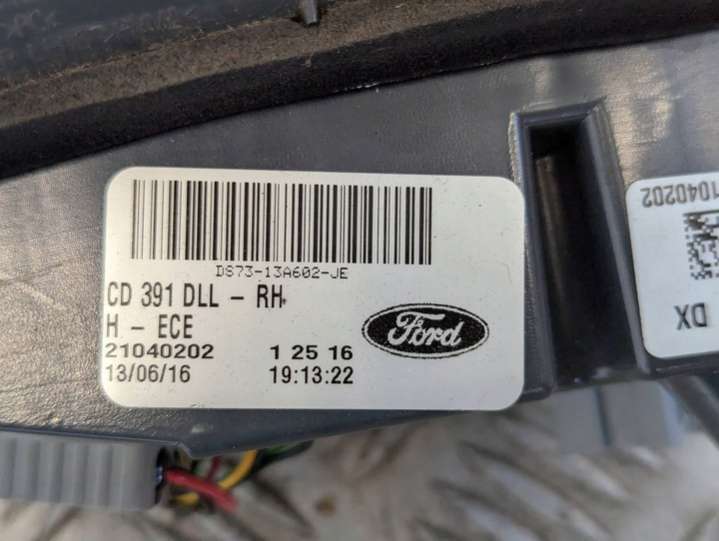 DS73-13A602-JE
CD 391 DLL - RH
H - ECE
21040202 1 25 16
13/06/16 19:13:22
Ford
1040202
DX